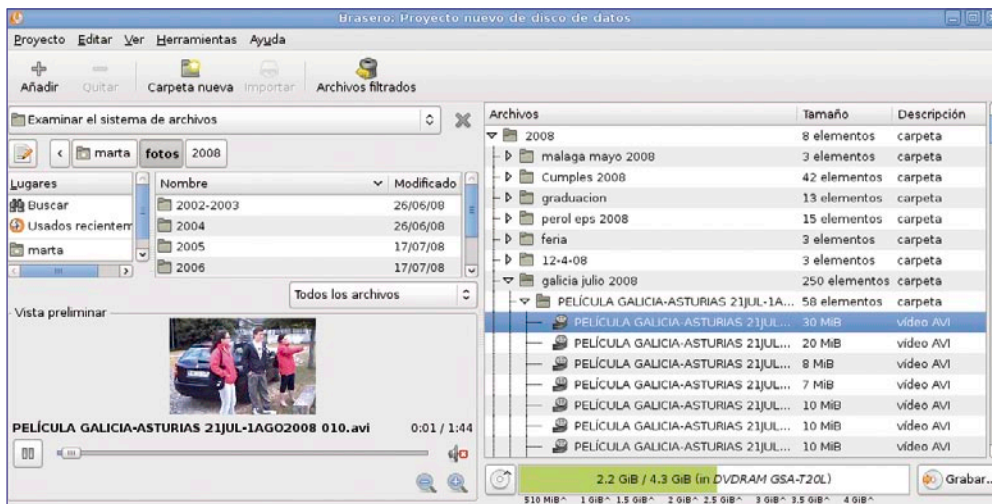 Brasero: Proyecto nuevo de disco de datos
Proyecto Editar Ver Herramientas Ayuda
Añadir Quitar Carpeta nueva Importar Archivos filtrados
Examinar el sistema de archivos
marta fotos 2008
Lugares
Buscar
Usados recientem
marta
Nombre Modificado
2002-2003 26/06/08
2004 26/06/08
2005 17/07/08
2006 17/07/08
Todos los archivos
Vista preliminar
PELÍCULA GALICIA-ASTURIAS 21JUL-1AGO2008 010.avi 0:01 / 1:44
Archivos Tamaño Descripción
2008 8 elementos carpeta
malaga mayo 2008 3 elementos carpeta
Cumples 2008 42 elementos carpeta
graduacion 13 elementos carpeta
perol eps 2008 15 elementos carpeta
feria 3 elementos carpeta
12-4-08 3 elementos carpeta
galicia julio 2008 250 elementos carpeta
PELÍCULA GALICIA-ASTURIAS 21JUL-1A... 58 elementos carpeta
PELÍCULA GALICIA-ASTURIAS 21JUL... 30 MiB vídeo AVI
PELÍCULA GALICIA-ASTURIAS 21JUL... 20 MiB vídeo AVI
PELÍCULA GALICIA-ASTURIAS 21JUL... 8 MiB vídeo AVI
PELÍCULA GALICIA-ASTURIAS 21JUL... 7 MiB vídeo AVI
PELÍCULA GALICIA-ASTURIAS 21JUL... 10 MiB vídeo AVI
PELÍCULA GALICIA-ASTURIAS 21JUL... 10 MiB vídeo AVI
PELÍCULA GALICIA-ASTURIAS 21JUL... 10 MiB vídeo AVI
2.2 GiB / 4.3 GiB (in DVDRAM GSA-T20L) Grabar...
510 MiB^ 1 GiB^ 1.5 GiB^ 2 GiB^ 2.5 GiB^ 3 GiB^ 3.5 GiB^ 4 GiB^